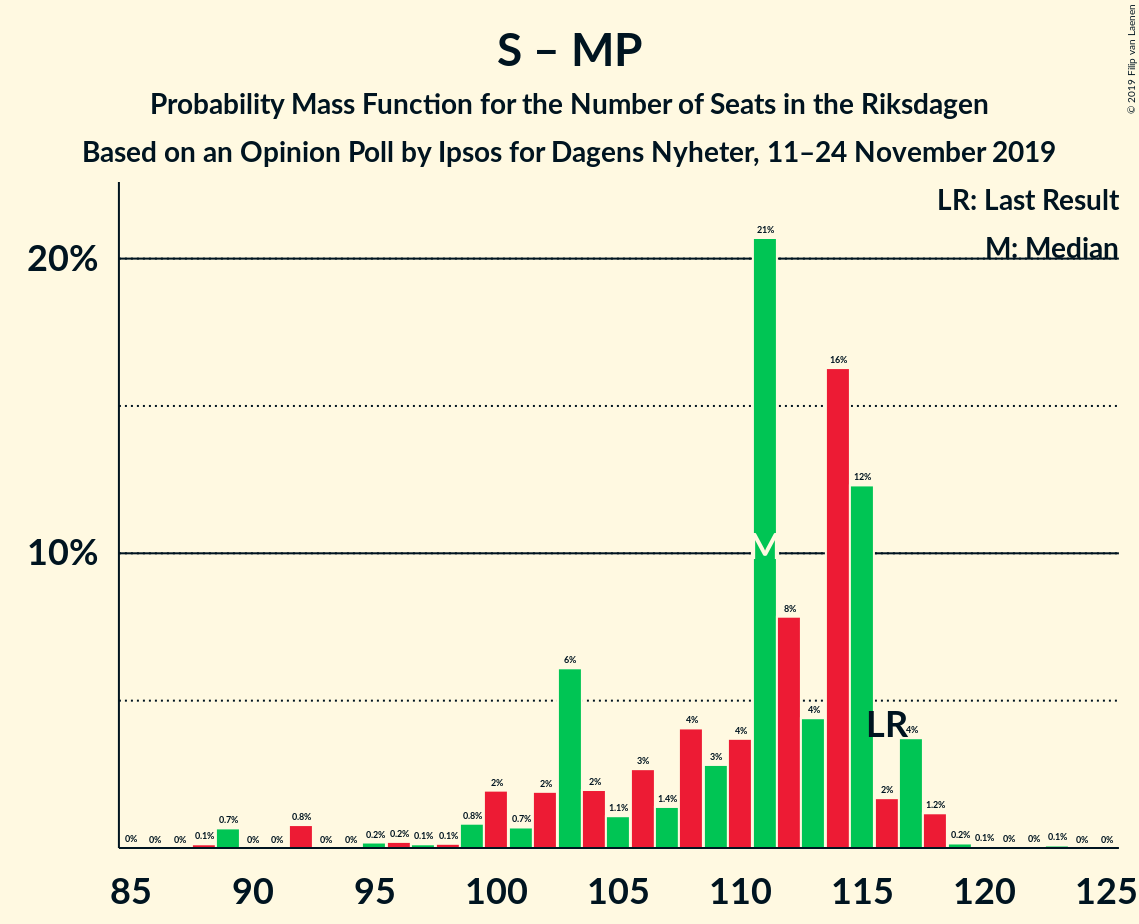 S – MP
Probability Mass Function for the Number of Seats in the Riksdagen
Based on an Opinion Poll by Ipsos for Dagens Nyheter, 11–24 November 2019
© 2019 Filip van Laenen
LR: Last Result
M: Median
20%
10%
0% 0% 0% 0.1% 0.7% 0% 0% 0.8% 0% 0% 0.2% 0.2% 0.1% 0.1% 0.8% 2% 0.7% 2% 6% 2% 1.1% 3% 1.4% 4% 3% 4% 21% 8% 4% 16% 12% 2% 4% 1.2% 0.2% 0.1% 0% 0% 0.1% 0% 0%
M
LR
85 90 95 100 105 110 115 120 125